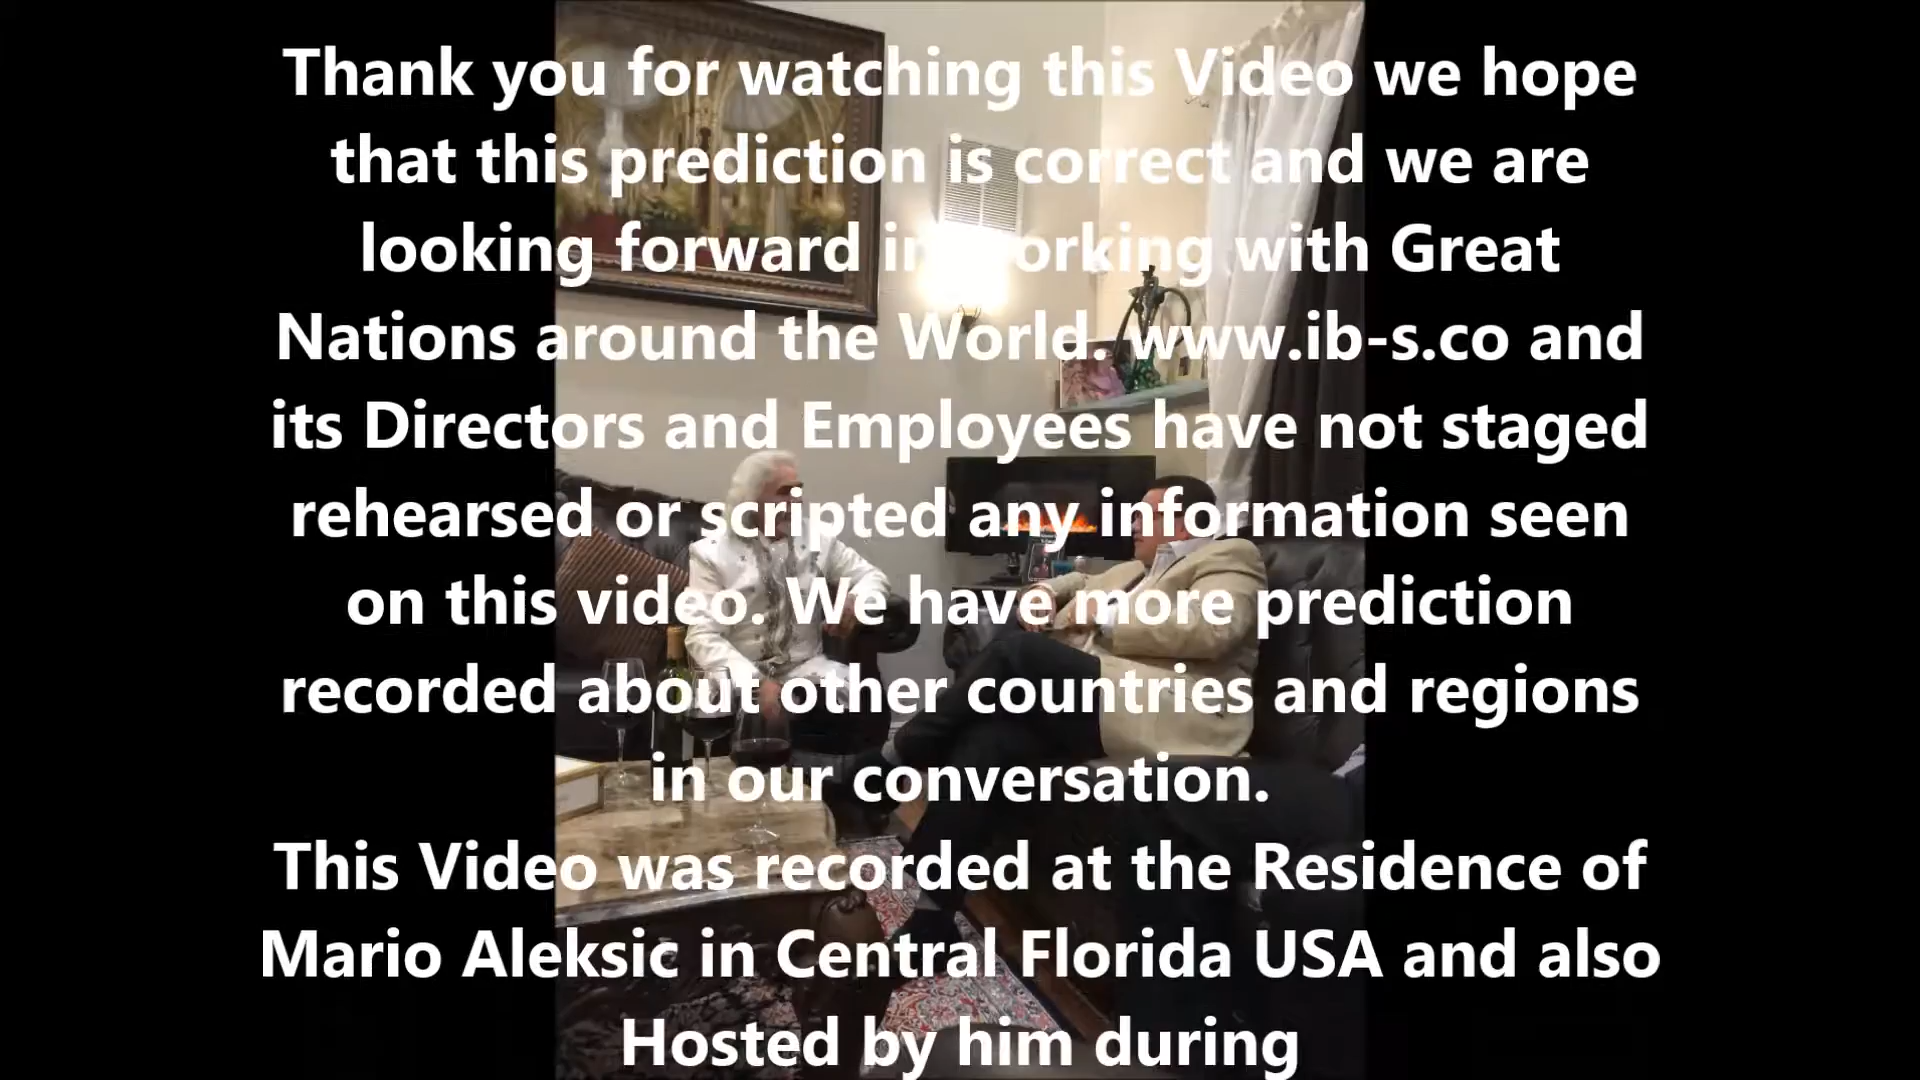 Thank you for watching this Video we hope
that this prediction is correct and we are
looking forward in working with Great
Nations around the World. www.ib-s.co and
its Directors and Employees have not staged
rehearsed or scripted any information seen
on this video. We have more prediction
recorded about other countries and regions
in our conversation.
This Video was recorded at the Residence of
Mario Aleksic in Central Florida USA and also
Hosted by him during